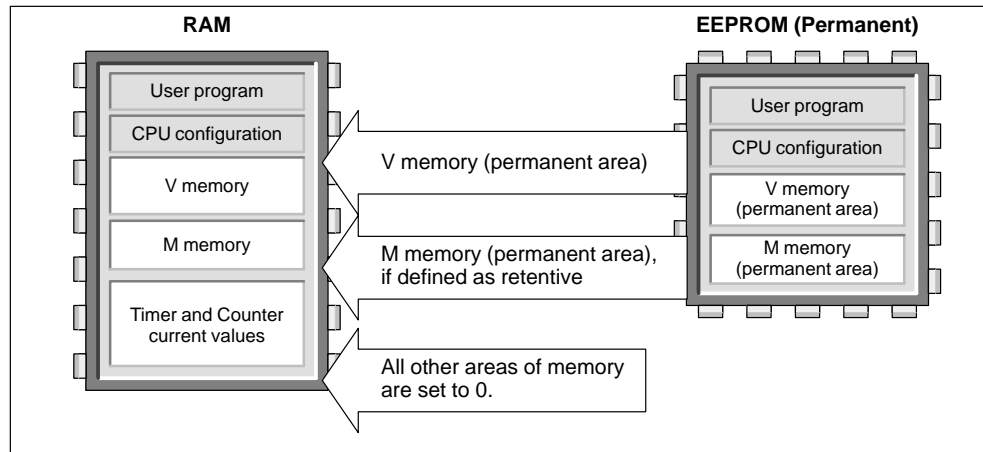 RAM
User program
CPU configuration
V memory
M memory
Timer and Counter
current values
V memory (permanent area)
M memory (permanent area),
if defined as retentive
All other areas of memory
are set to 0.
EEPROM (Permanent)
User program
CPU configuration
V memory
(permanent area)
M memory
(permanent area)